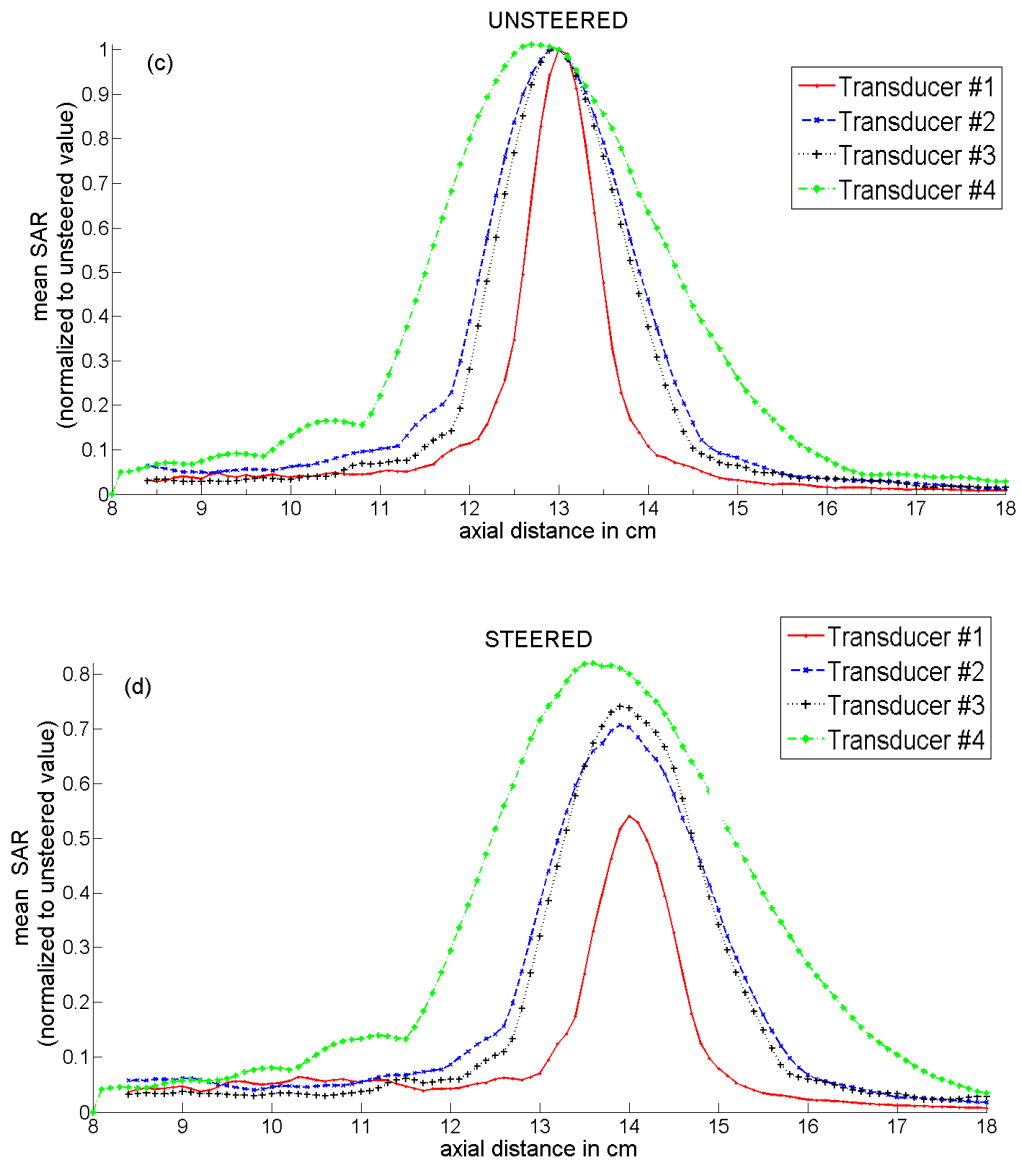 UNSTEERED
(c)
1
0.9
0.8
0.7
0.6
0.5
0.4
0.3
0.2
0.1
0
mean SAR
(normalized to unsteered value)
8 9 10 11 12 13 14 15 16 17 18
axial distance in cm
Transducer #1
Transducer #2
Transducer #3
Transducer #4
STEERED
(d)
0.8
0.7
0.6
0.5
0.4
0.3
0.2
0.1
0
mean SAR
(normalized to unsteered value)
8 9 10 11 12 13 14 15 16 17 18
axial distance in cm
Transducer #1
Transducer #2
Transducer #3
Transducer #4